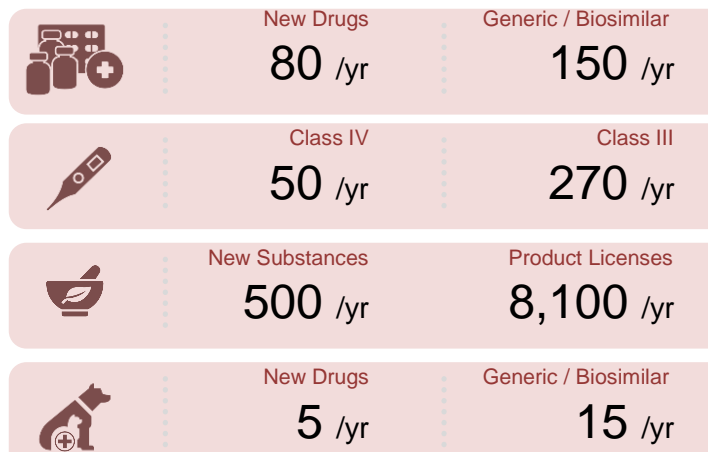 New Drugs Generic / Biosimilar
80 /yr 150 /yr
Class IV Class III
50 /yr 270 /yr
New Substances Product Licenses
500 /yr 8,100 /yr
New Drugs Generic / Biosimilar
5 /yr 15 /yr